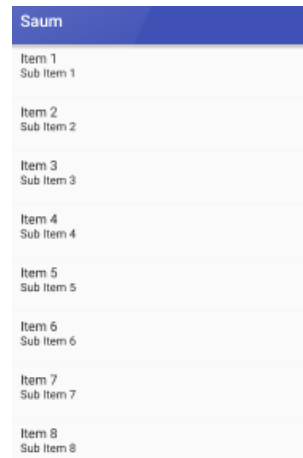 Saum
Item 1
Sub Item 1
Item 2
Sub Item 2
Item 3
Sub Item 3
Item 4
Sub Item 4
Item 5
Sub Item 5
Item 6
Sub Item 6
Item 7
Sub Item 7
Item 8
Sub Item 8